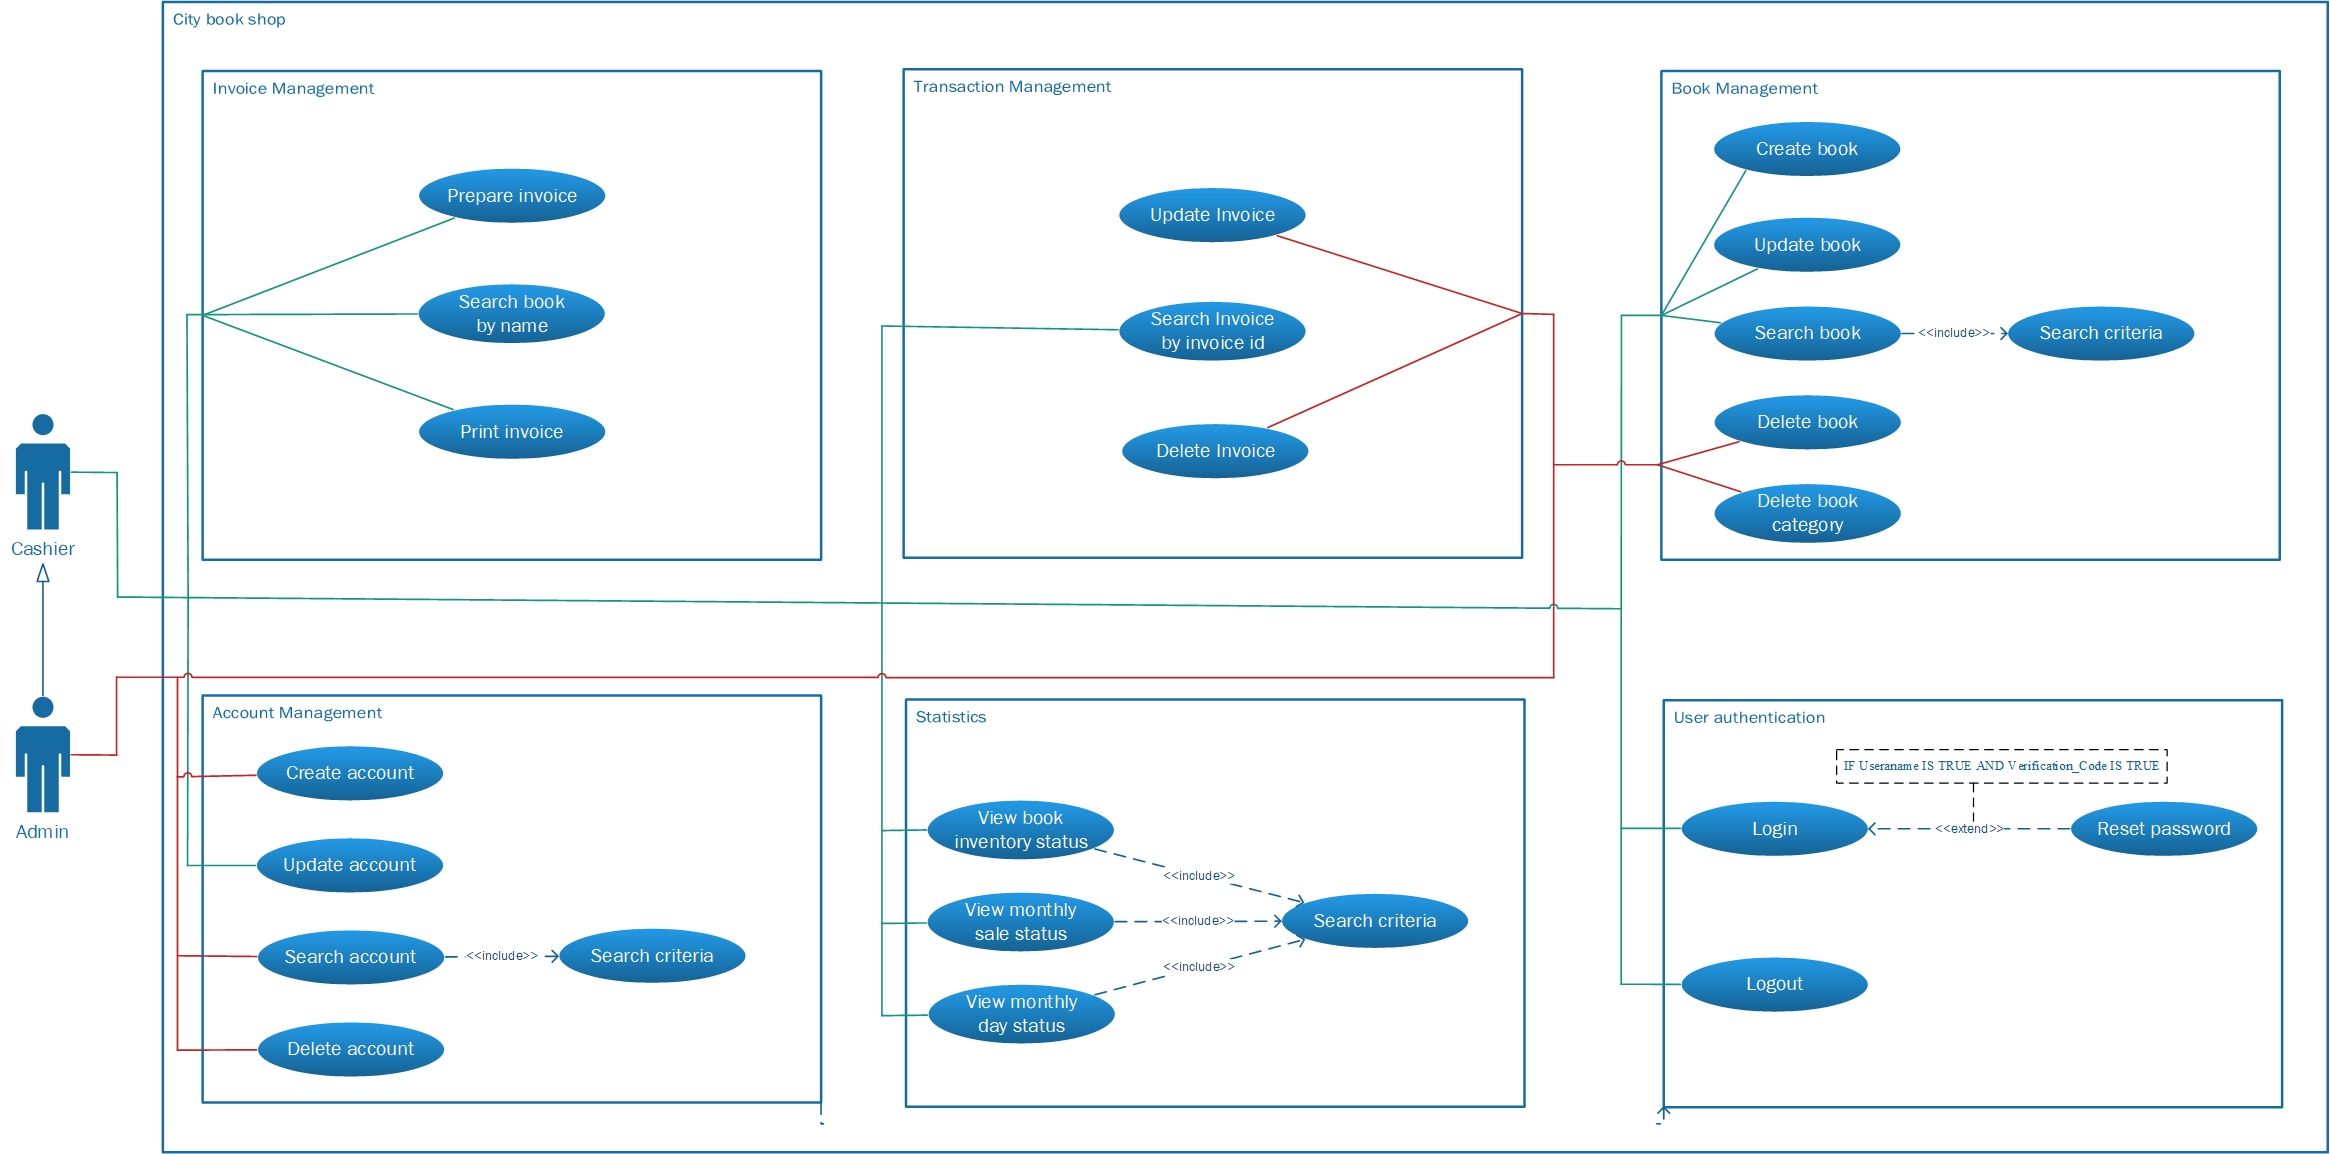 City book shop
Invoice Management
Prepare invoice
Search book
by name
Print invoice
Transaction Management
Update Invoice
Search Invoice
by invoice id
Delete Invoice
Book Management
Create book
Update book
Search book
<<include>>
Search criteria
Delete book
Delete book
category
Cashier
Admin
Account Management
Create account
Update account
Search account
<<include>>
Search criteria
Delete account
Statistics
View book
inventory status
<<include>>
View monthly
sale status
<<include>>
Search criteria
<<include>>
View monthly
day status
User authentication
IF Useraname IS TRUE AND Verification_Code IS TRUE
Login
<<extend>>
Reset password
Logout